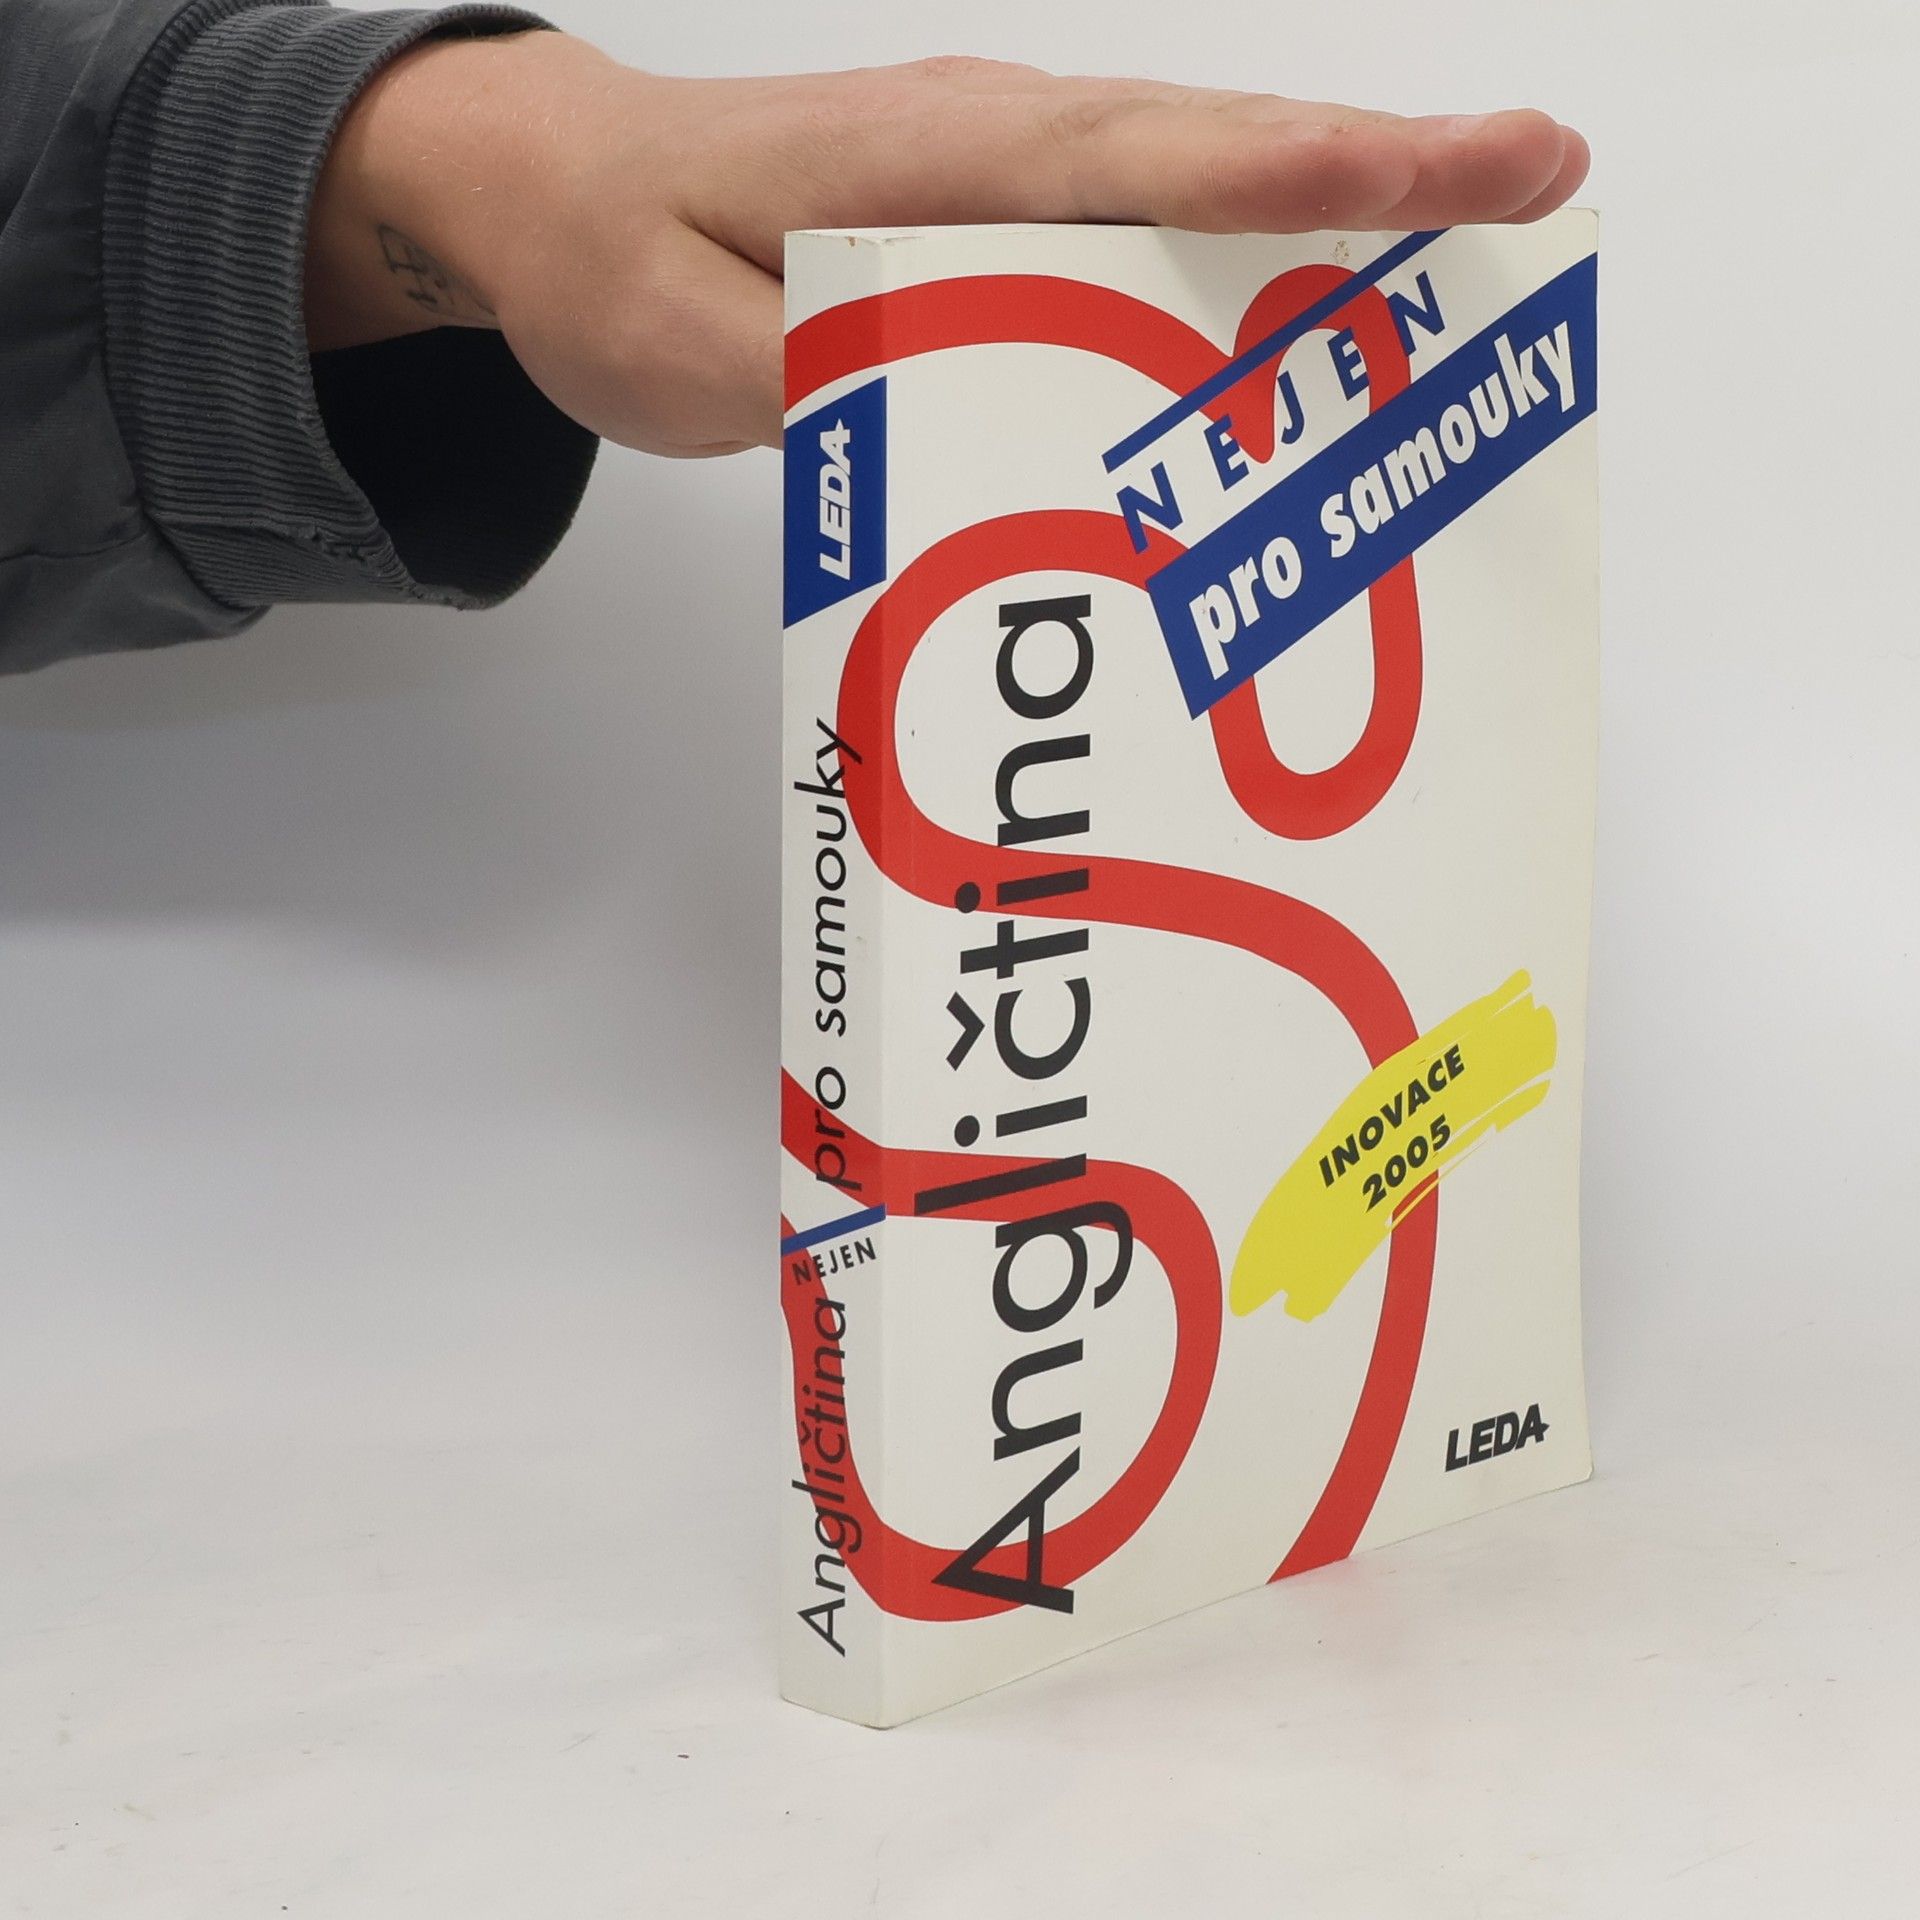 NEJEN
pro samouky
Angličtina
INOVACE
2005
LEDA
LEDA
Angličtina NEJEN pro samouky